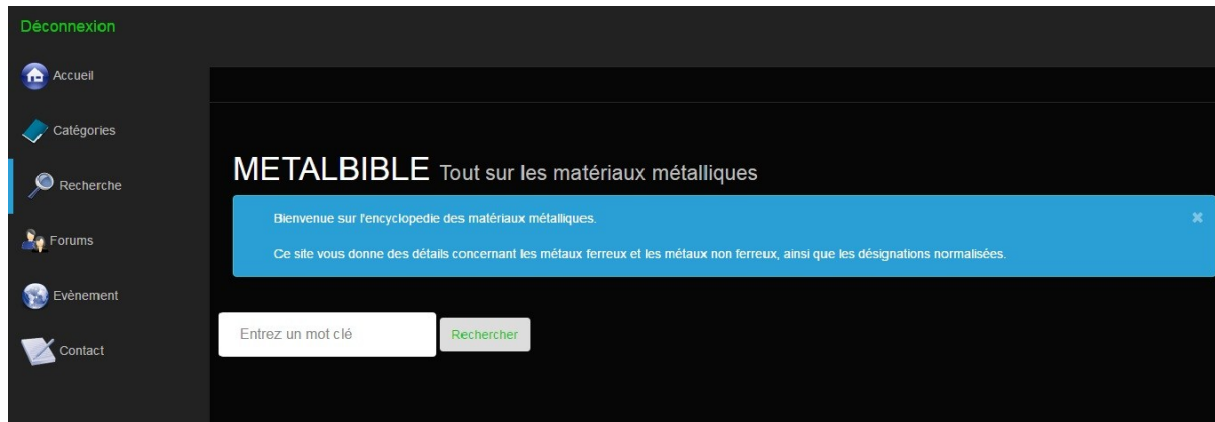 Déconnexion
Accueil
Catégories
Recherche
Forums
Evènement
Contact
METALBIBLE Tout sur les matériaux métalliques
Bienvenue sur l'encyclopedie des matériaux métalliques.
Ce site vous donne des détails concernant les métaux ferreux et les métaux non ferreux, ainsi que les désignations normalisées.
Entrez un mot clé Rechercher